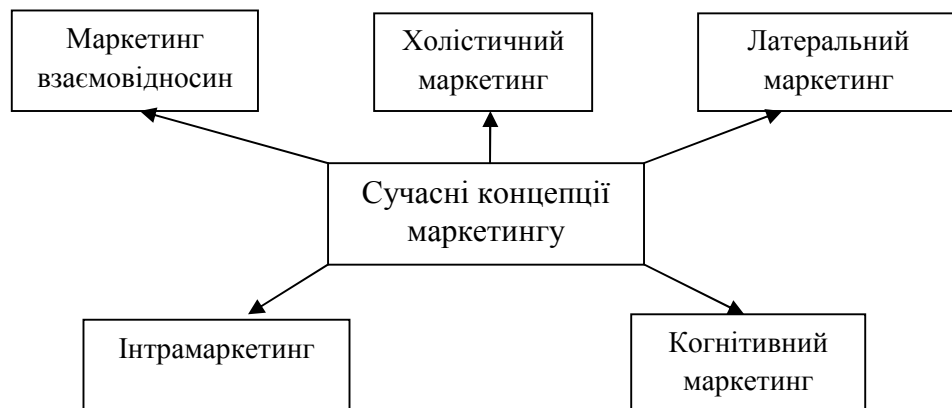 Маркетинг
взаємовідносин
Холістичний
маркетинг
Латеральний
маркетинг
Сучасні концепції
маркетингу
Інтрамаркетинг
Когнітивний
маркетинг